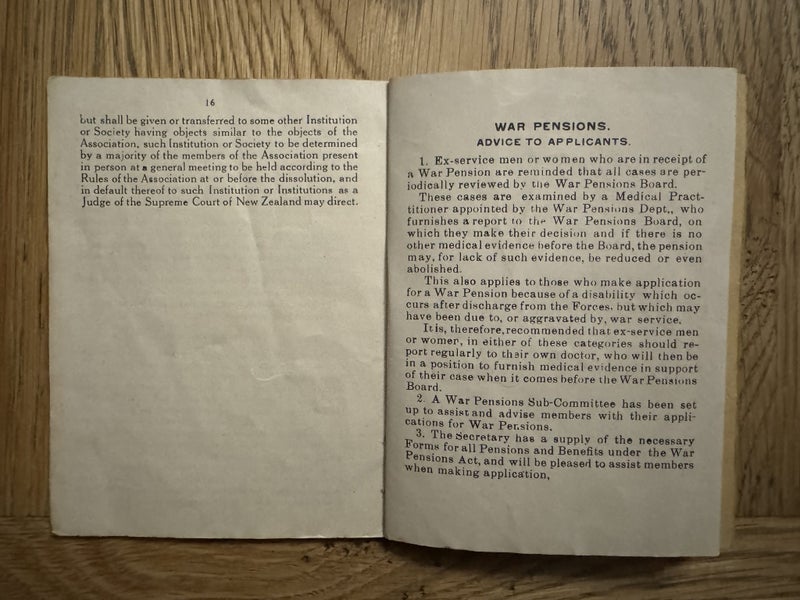 16
but shall be given or transferred to some other Institution
or Society having objects similar to the objects of the
Association, such Institution or Society to be determined
by a majority of the members of the Association present
in person at a general meeting to be held according to the
Rules of the Association at or before the dissolution, and
in default thereof to such Institution or Institutions as a
Judge of the Supreme Court of New Zealand may direct.
WAR PENSIONS.
ADVICE TO APPLICANTS.
1. Ex-service men or women who are in receipt of
a War Pension are reminded that all cases are per-
iodically reviewed by the War Pensions Board.
These cases are examined by a Medical Pract-
titioner appointed by the War Pensions Dept., who
furnishes a report to the War Pensions Board, on
which they make their decision and if there is no
other medical evidence before the Board, the pension
may, for lack of such evidence, be reduced or even
abolished.
This also applies to those who make application
for a War Pension because of a disability which oc-
curs after discharge from the Forces, but which may
have been due to, or aggravated by, war service.
It is, therefore, recommended that ex-service men
or women, in either of these categories should re-
port regularly to their own doctor, who will then be
in a position to furnish medical evidence in support
of their case when it comes before the War Pensions
Board.
2. A War Pensions Sub-Committee has been set
up to assist and advise members with their appli-
cations for War Pensions.
3. The Secretary has a supply of the necessary
Forms for all Pensions and Benefits under the War
Pensions Act, and will be pleased to assist members
when making application,